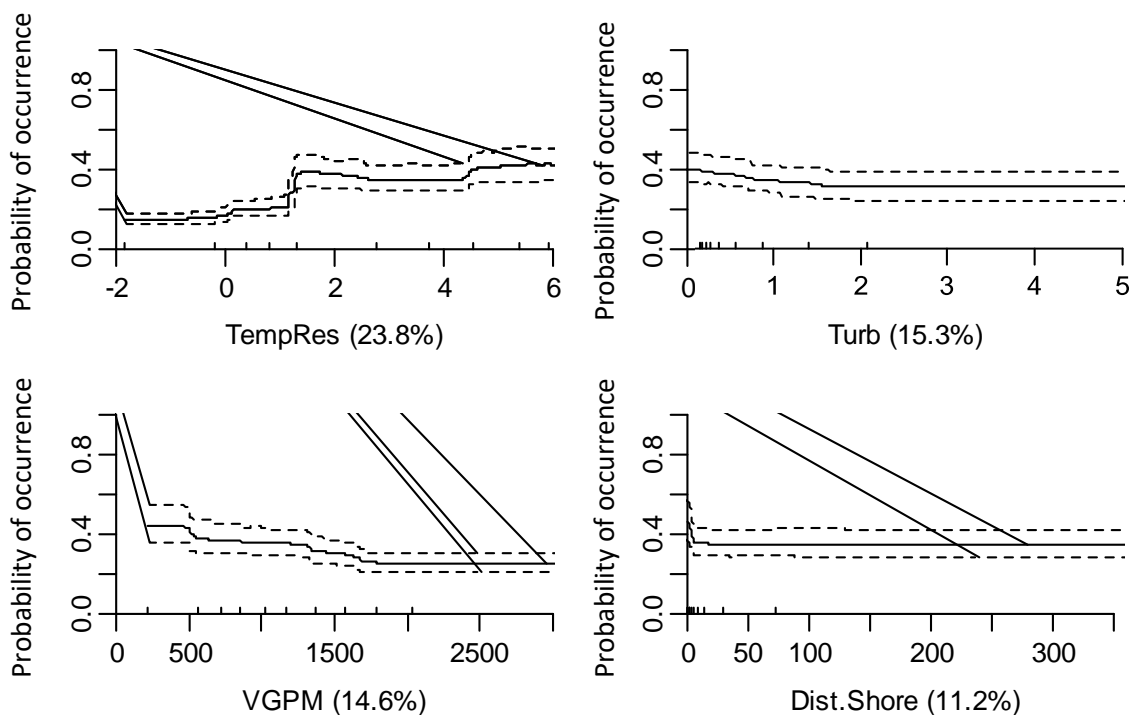 Probability of occurrence
0.0 0.4 0.8
-2 0 2 4 6
TempRes (23.8%)
Probability of occurrence
0.0 0.4 0.8
0 1 2 3 4 5
Turb (15.3%)
Probability of occurrence
0.0 0.4 0.8
0 500 1500 2500
VGPM (14.6%)
Probability of occurrence
0.0 0.4 0.8
0 50 100 200 300
Dist.Shore (11.2%)